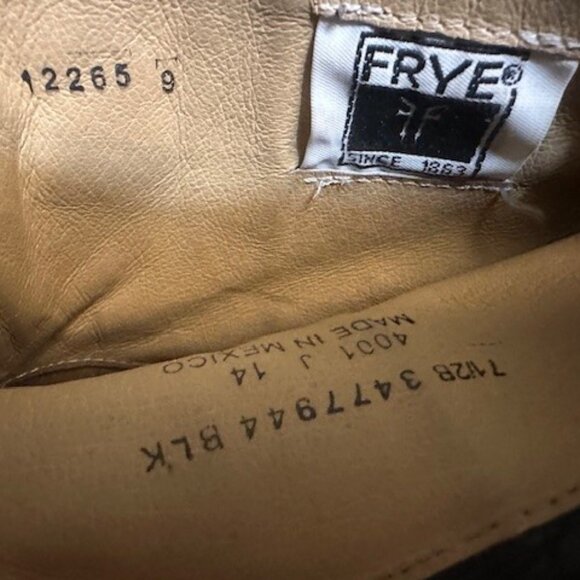 12265 9
FRYE®
SINCE 1863
71/2B 3477944 BLK
4001 J 14
MADE IN MEXICO